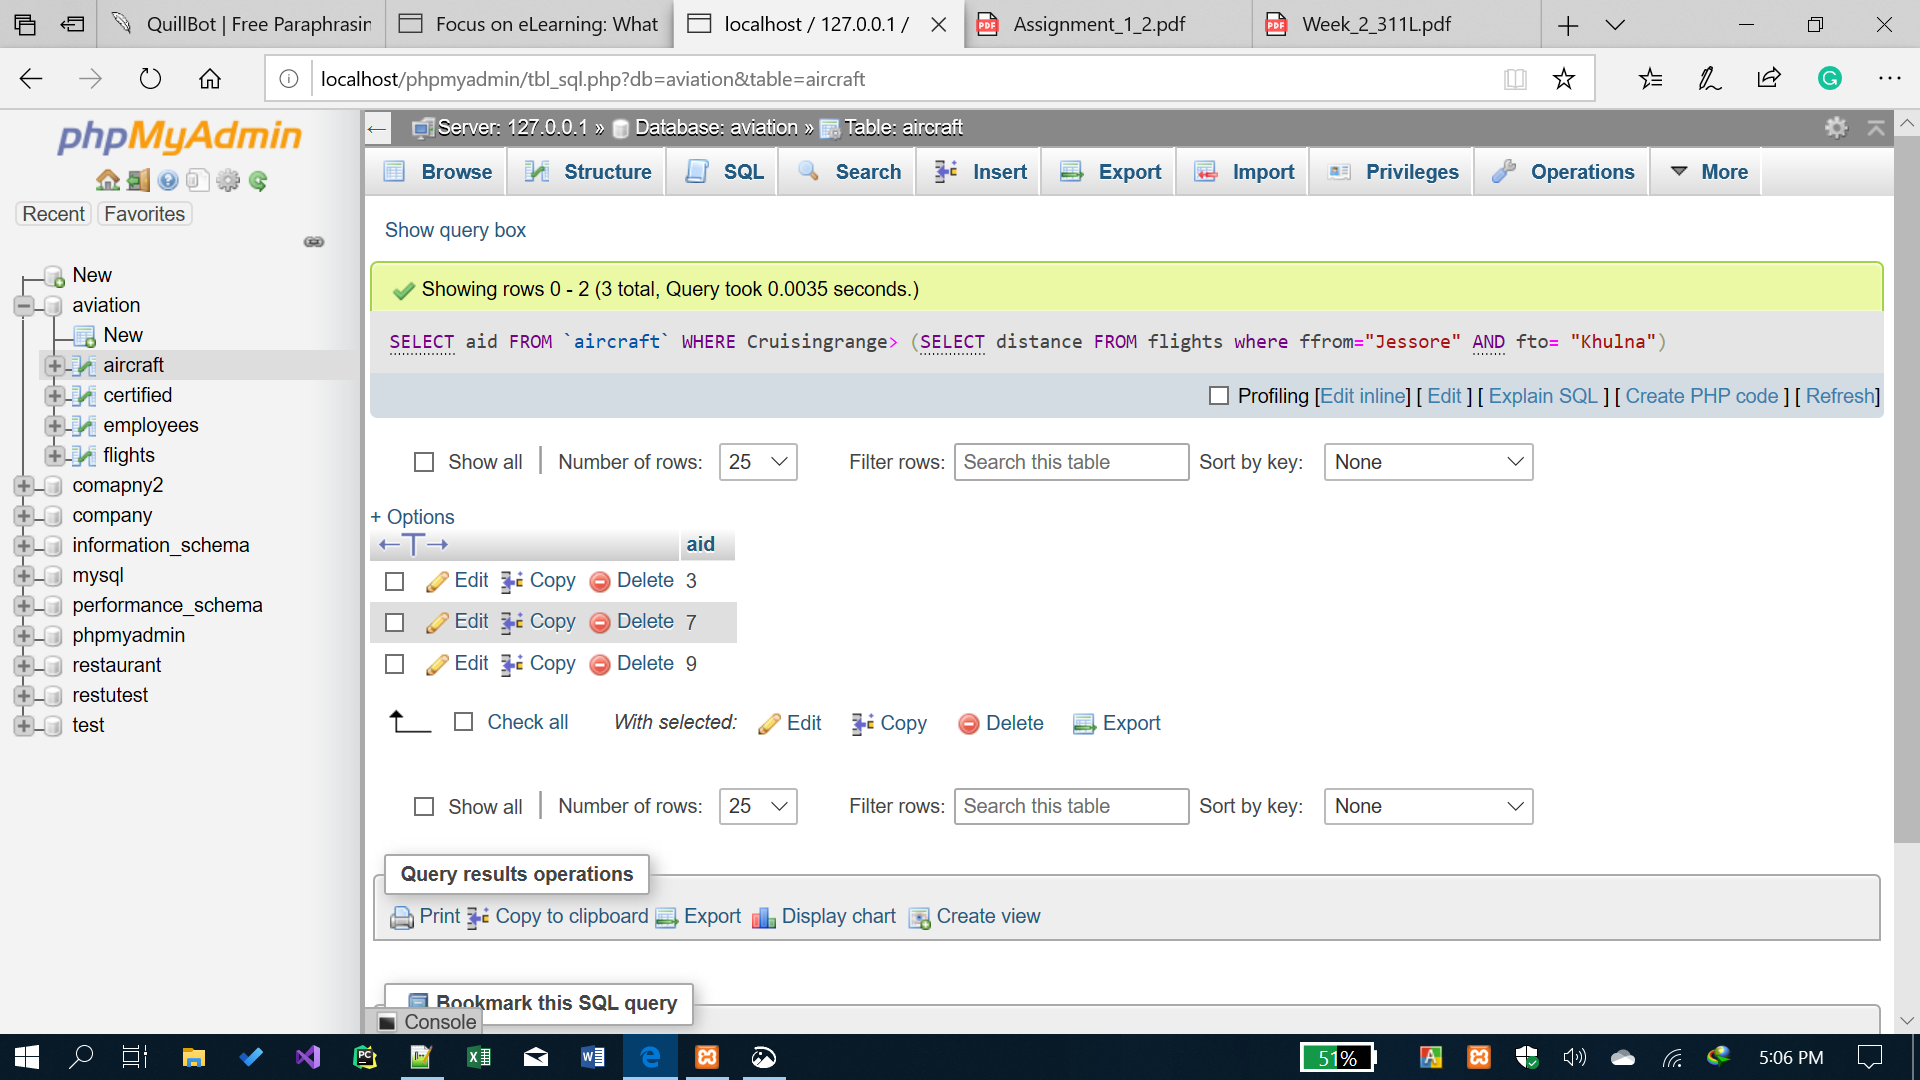 QuillBot | Free Paraphrasin
Focus on eLearning: What
localhost / 127.0.0.1 /
Assignment_1_2.pdf
Week_2_311L.pdf
localhost/phpmyadmin/tbl_sql.php?db=aviation&table=aircraft
phpMyAdmin
Recent Favorites
New
aviation
New
aircraft
certified
employees
flights
comapny2
company
information_schema
mysql
performance_schema
phpmyadmin
restaurant
restutest
test
Server: 127.0.0.1 » Database: aviation » Table: aircraft
Browse Structure SQL Search Insert Export Import Privileges Operations More
Show query box
Showing rows 0 - 2 (3 total, Query took 0.0035 seconds.)
SELECT aid FROM `aircraft` WHERE Cruisingrange> (SELECT distance FROM flights where ffrom="Jessore" AND fto= "Khulna")
Profiling [Edit inline] [ Edit ] [ Explain SQL ] [ Create PHP code ] [ Refresh]
Show all Number of rows: 25 Filter rows: Search this table Sort by key: None
+ Options
←T→ aid
Edit Copy Delete 3
Edit Copy Delete 7
Edit Copy Delete 9
Check all With selected: Edit Copy Delete Export
Show all Number of rows: 25 Filter rows: Search this table Sort by key: None
Query results operations
Print Copy to clipboard Export Display chart Create view
Bookmark this SQL query
Console
51% 5:06 PM